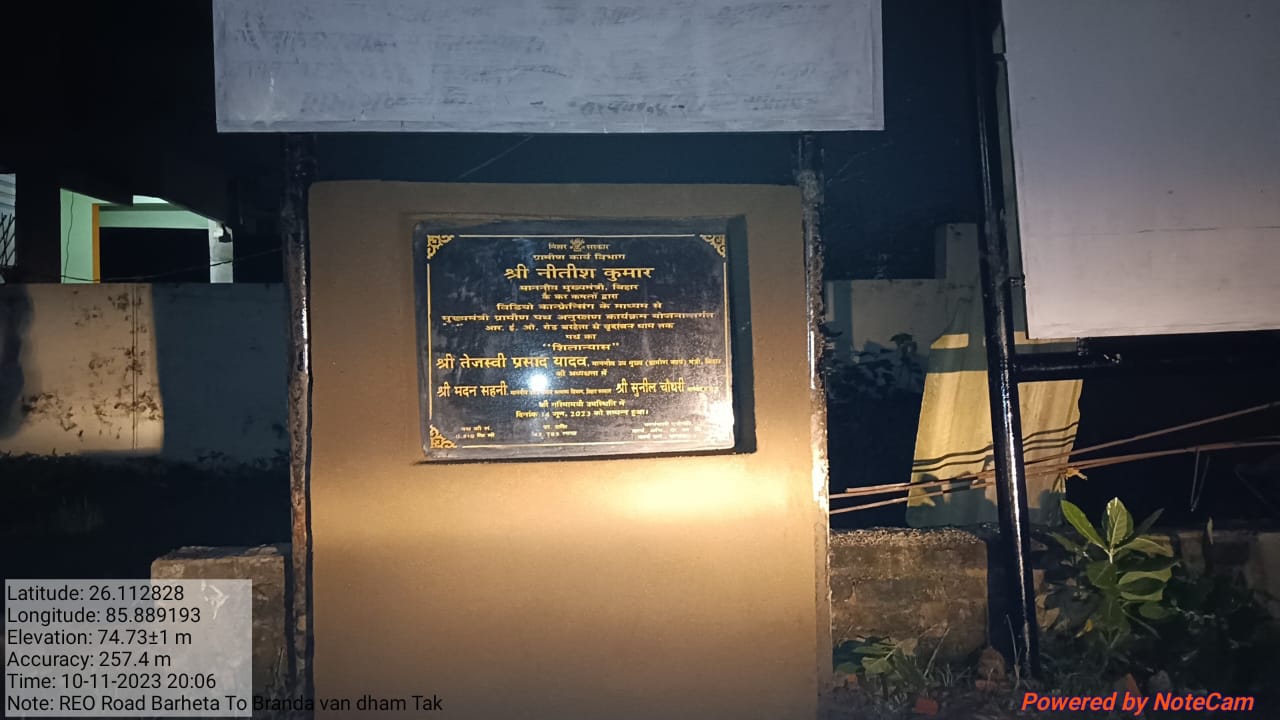 बिहार सरकार
ग्रामीण कार्य विभाग
श्री नीतीश कुमार
माननीय मुख्यमंत्री, बिहार
के कर कमलों द्वारा
विडियो कान्फ्रेन्सिंग के माध्यम से
मुख्यमंत्री ग्रामीण पथ अनुरक्षण कार्यक्रम योजनान्तर्गत
आर. ई. ओ. रोड बरहेता से वृंदावन धाम तक
पथ का
"शिलान्यास"
श्री तेजस्वी प्रसाद यादव, माननीय उप मुख्य (ग्रामीण कार्य) मंत्री, बिहार
की अध्यक्षता में
श्री मदन सहनी, श्री सुनील चौधरी
की गरिमामयी उपस्थिति में
दिनांक 14 जून, 2023 को सम्पन्न हुआ।
Latitude: 26.112828
Longitude: 85.889193
Elevation: 74.73±1 m
Accuracy: 257.4 m
Time: 10-11-2023 20:06
Note: REO Road Barheta To Branda van dham Tak
Powered by NoteCam